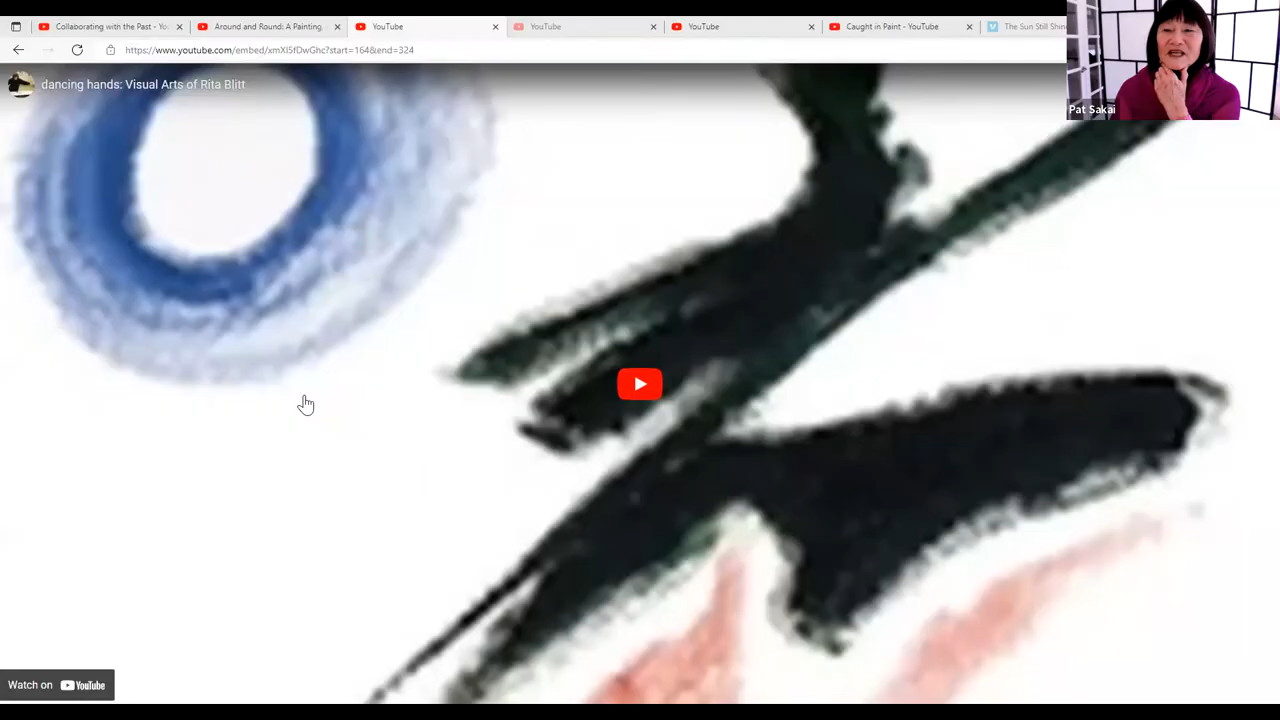 Collaborating with the Past - Yo
Around and Round: A Painting,
YouTube
YouTube
YouTube
Caught in Paint - YouTube
The Sun Still Shin
https://www.youtube.com/embed/xmXI5fDwGhc?start=164&end=324
dancing hands: Visual Arts of Rita Blitt
Pat Sakai
Watch on YouTube